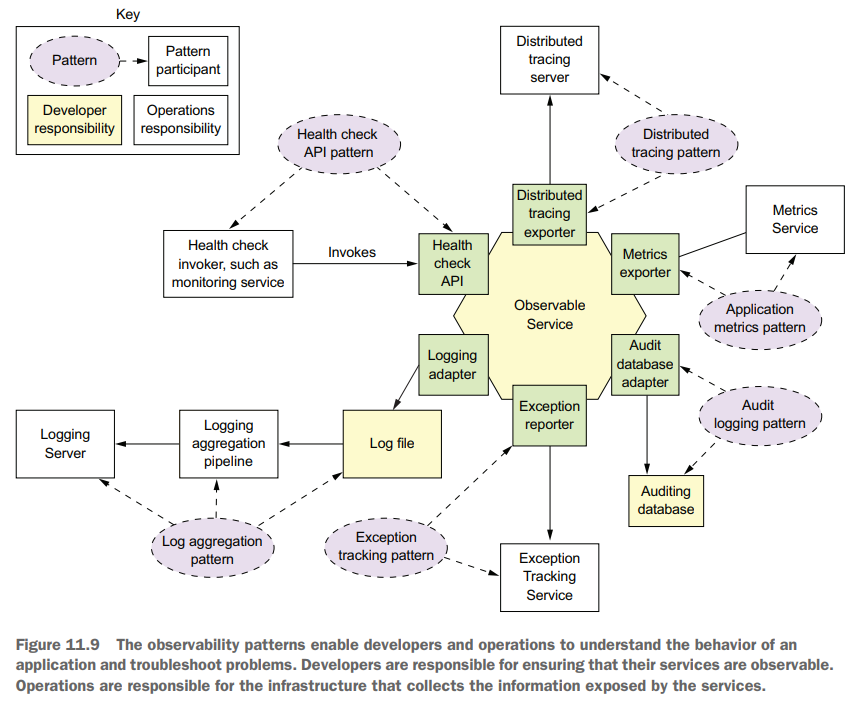 Key
Pattern
Pattern
participant
Developer
responsibility
Operations
responsibility
Distributed
tracing
server
Health check
API pattern
Distributed
tracing pattern
Distributed
tracing
exporter
Metrics
Service
Health check
invoker, such as
monitoring service
Invokes
Health
check
API
Metrics
exporter
Observable
Service
Application
metrics pattern
Logging
adapter
Audit
database
adapter
Exception
reporter
Audit
logging pattern
Logging
Server
Logging
aggregation
pipeline
Log file
Auditing
database
Log aggregation
pattern
Exception
tracking pattern
Exception
Tracking
Service
Figure 11.9 The observability patterns enable developers and operations to understand the behavior of an
application and troubleshoot problems. Developers are responsible for ensuring that their services are observable.
Operations are responsible for the infrastructure that collects the information exposed by the services.